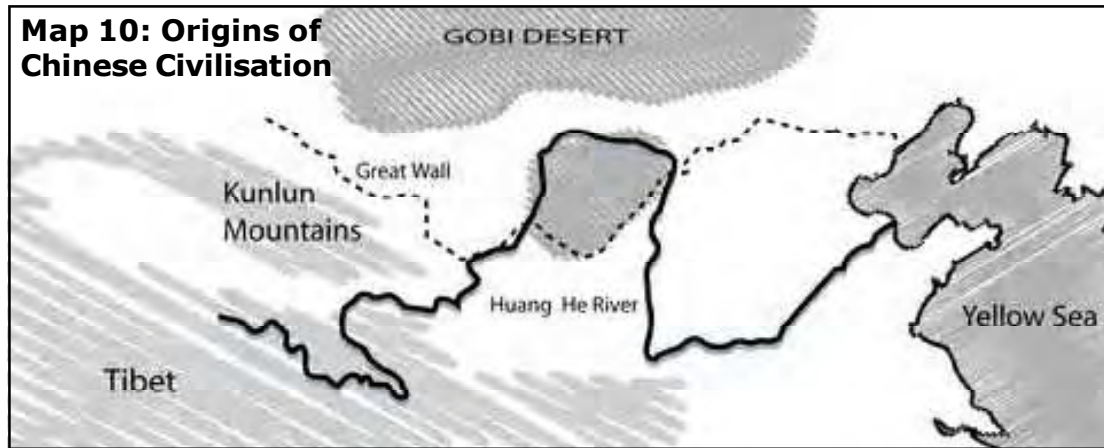 Map 10: Origins of
Chinese Civilisation
GOBI DESERT
Great Wall
Kunlun
Mountains
Huang He River
Yellow Sea
Tibet